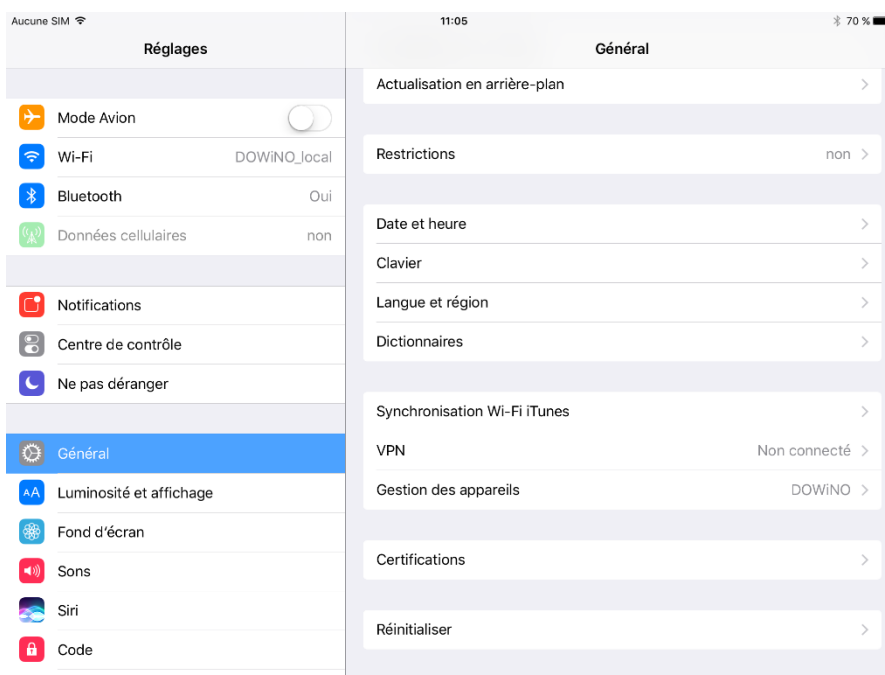 Aucune SIM
11:05
70 %
Réglages
Général
Mode Avion
Wi-Fi DOWiNO_local
Bluetooth Oui
Données cellulaires non
Notifications
Centre de contrôle
Ne pas déranger
Général
AA Luminosité et affichage
Fond d’écran
Sons
Siri
Code
Actualisation en arrière-plan
Restrictions non
Date et heure
Clavier
Langue et région
Dictionnaires
Synchronisation Wi-Fi iTunes
VPN Non connecté
Gestion des appareils DOWiNO
Certifications
Réinitialiser